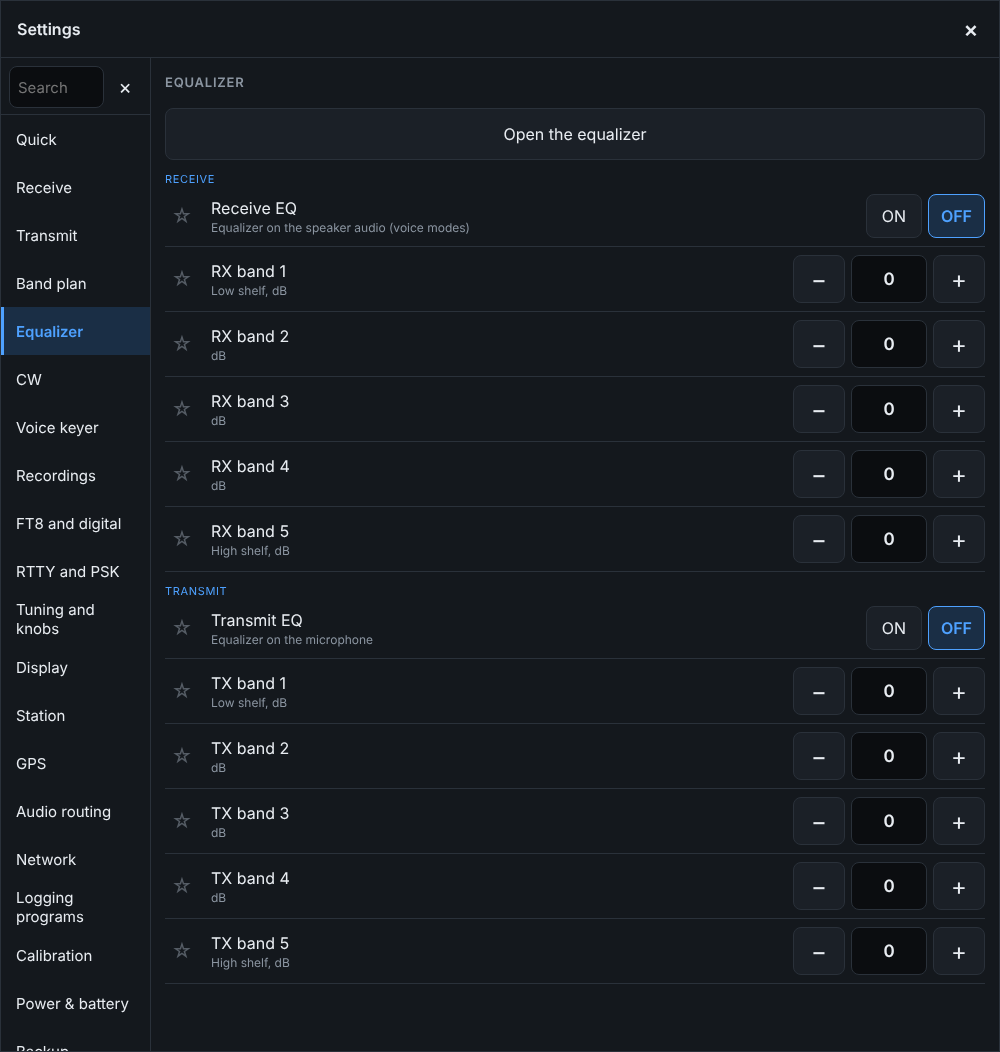 Settings
×
Search
×
Quick
Receive
Transmit
Band plan
Equalizer
CW
Voice keyer
Recordings
FT8 and digital
RTTY and PSK
Tuning and
knobs
Display
Station
GPS
Audio routing
Network
Logging
programs
Calibration
Power & battery
Backup
EQUALIZER
Open the equalizer
RECEIVE
☆ Receive EQ ON OFF
Equalizer on the speaker audio (voice modes)
☆ RX band 1 − 0 +
Low shelf, dB
☆ RX band 2 − 0 +
dB
☆ RX band 3 − 0 +
dB
☆ RX band 4 − 0 +
dB
☆ RX band 5 − 0 +
High shelf, dB
TRANSMIT
☆ Transmit EQ ON OFF
Equalizer on the microphone
☆ TX band 1 − 0 +
Low shelf, dB
☆ TX band 2 − 0 +
dB
☆ TX band 3 − 0 +
dB
☆ TX band 4 − 0 +
dB
☆ TX band 5 − 0 +
High shelf, dB